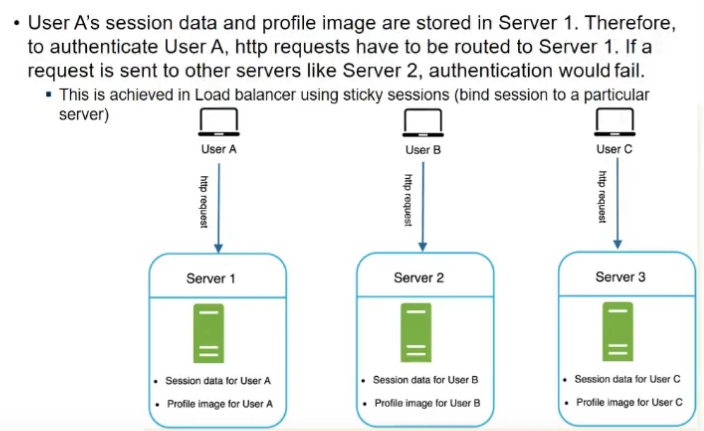 • User A's session data and profile image are stored in Server 1. Therefore,
to authenticate User A, http requests have to be routed to Server 1. If a
request is sent to other servers like Server 2, authentication would fail.
▪ This is achieved in Load balancer using sticky sessions (bind session to a particular
server)
User A
User B
User C
http request
http request
http request
Server 1
Server 2
Server 3
• Session data for User A
• Profile image for User A
• Session data for User B
• Profile image for User B
• Session data for User C
• Profile image for User C